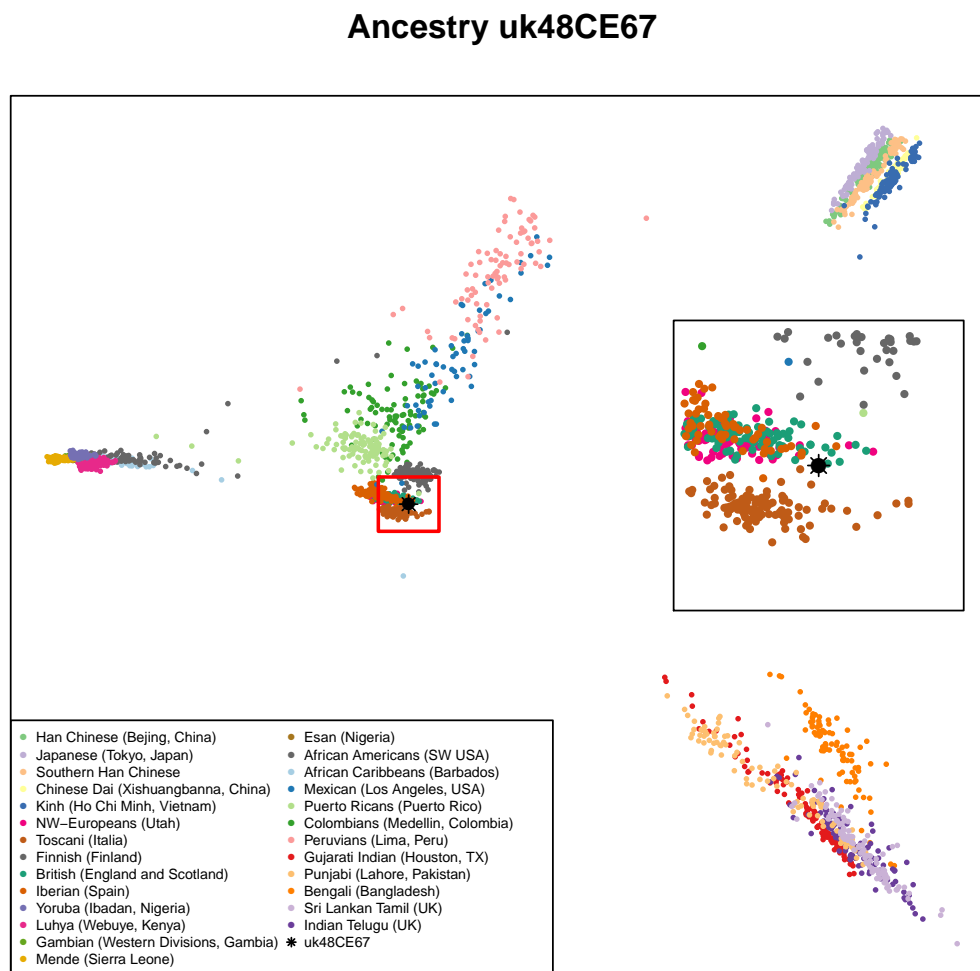 Ancestry uk48CE67
Han Chinese (Bejing, China)
Japanese (Tokyo, Japan)
Southern Han Chinese
Chinese Dai (Xishuangbanna, China)
Kinh (Ho Chi Minh, Vietnam)
NW−Europeans (Utah)
Toscani (Italia)
Finnish (Finland)
British (England and Scotland)
Iberian (Spain)
Yoruba (Ibadan, Nigeria)
Luhya (Webuye, Kenya)
Gambian (Western Divisions, Gambia)
Mende (Sierra Leone)
Esan (Nigeria)
African Americans (SW USA)
African Caribbeans (Barbados)
Mexican (Los Angeles, USA)
Puerto Ricans (Puerto Rico)
Colombians (Medellin, Colombia)
Peruvians (Lima, Peru)
Gujarati Indian (Houston, TX)
Punjabi (Lahore, Pakistan)
Bengali (Bangladesh)
Sri Lankan Tamil (UK)
Indian Telugu (UK)
uk48CE67